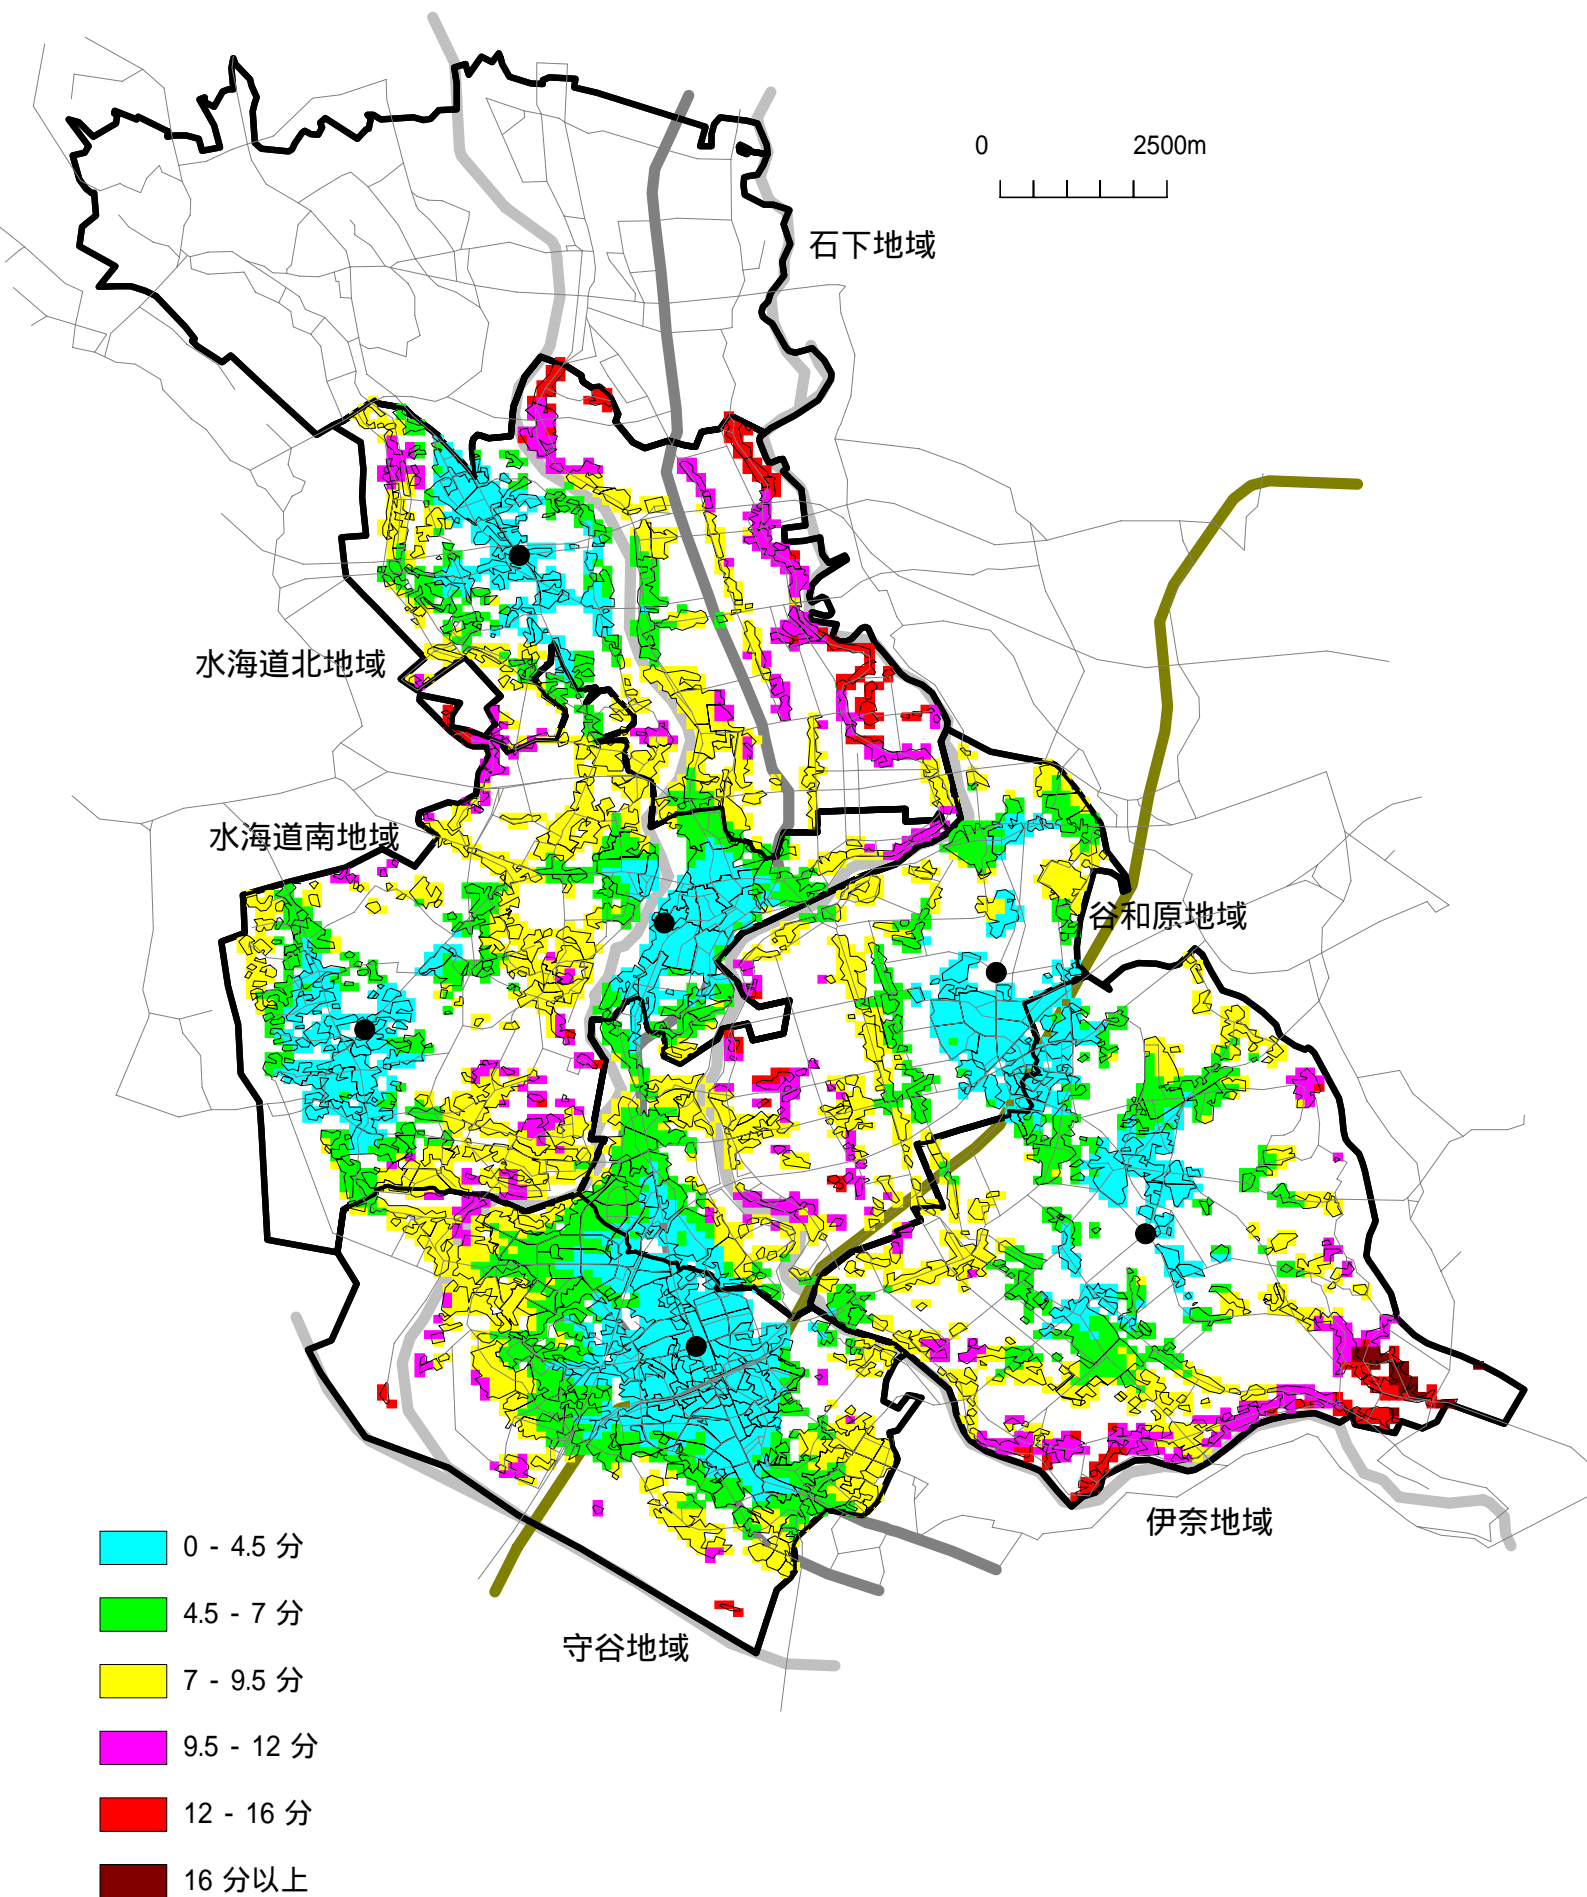 0 2500m
石下地域
水海道北地域
水海道南地域
谷和原地域
伊奈地域
守谷地域
0 - 4.5 分
4.5 - 7 分
7 - 9.5 分
9.5 - 12 分
12 - 16 分
16 分以上